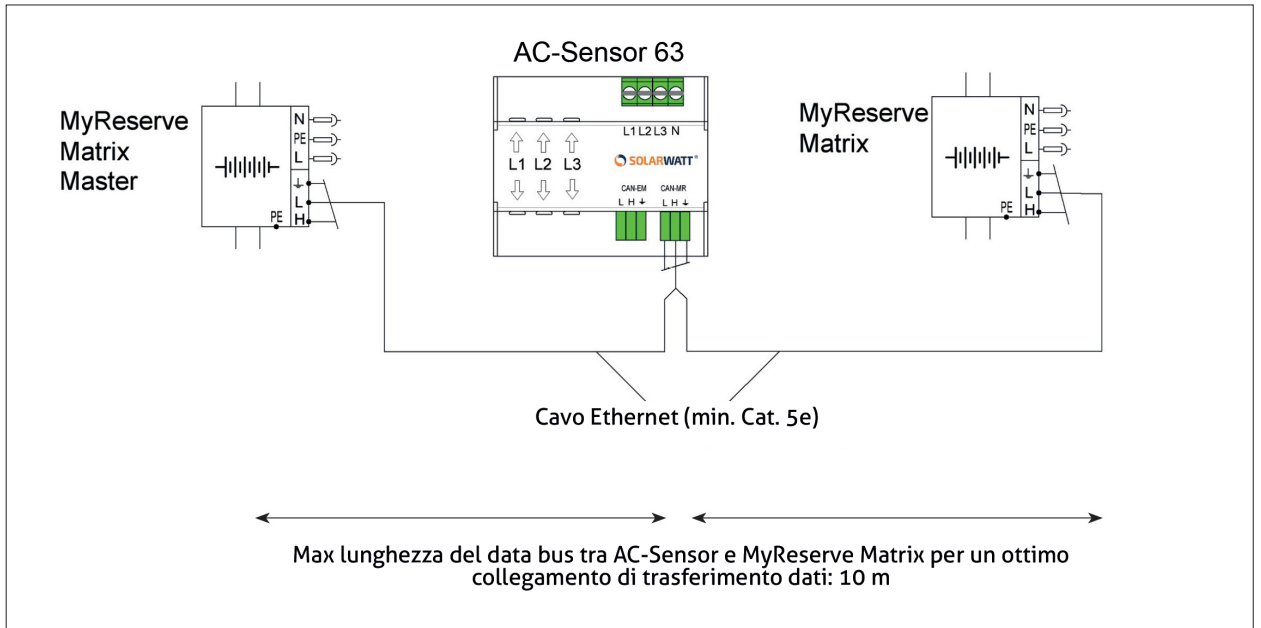 AC-Sensor 63
MyReserve
Matrix
Master
N
PE
L
L
H
PE
L1 L2 L3 N
SOLARWATT®
L1 L2 L3
CAN-EM CAN-MR
L H L H
MyReserve
Matrix
N
PE
L
L
H
PE
Cavo Ethernet (min. Cat. 5e)
Max lunghezza del data bus tra AC-Sensor e MyReserve Matrix per un ottimo
collegamento di trasferimento dati: 10 m